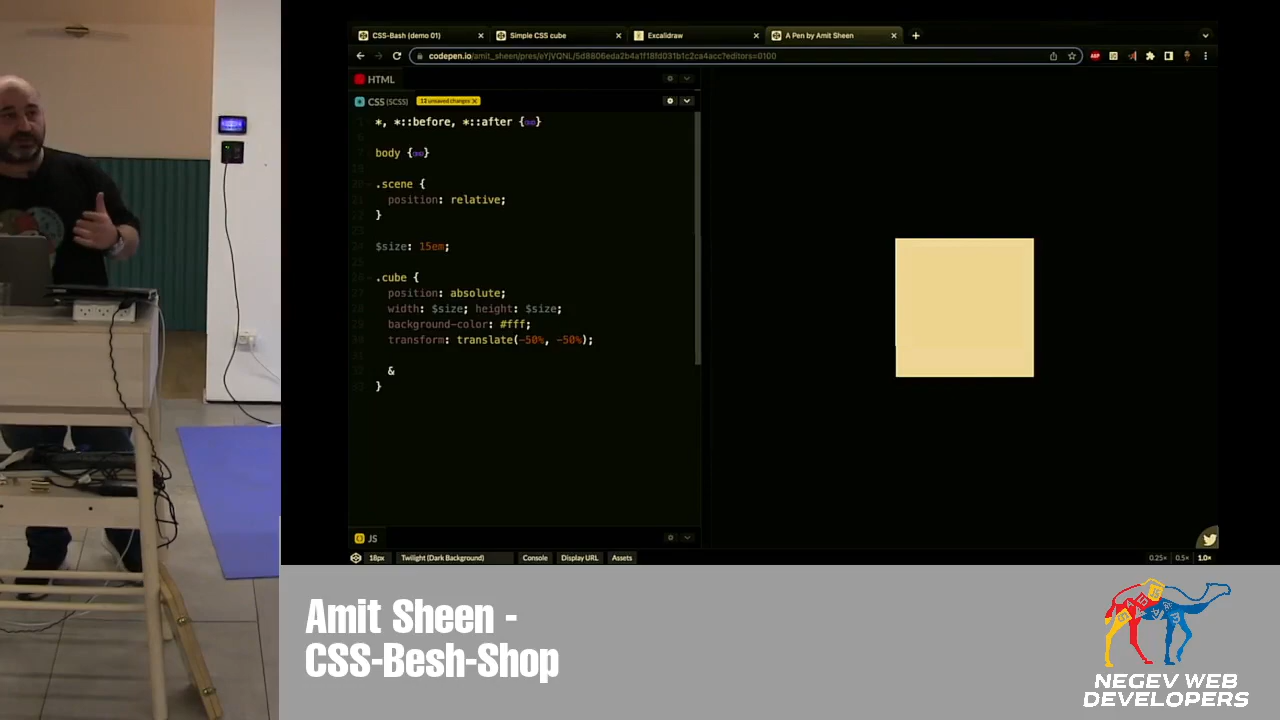 CSS-Bash (demo 01)
Simple CSS cube
Excalidraw
A Pen by Amit Sheen
HTML
CSS (SCSS)
12 unsaved changes X
*, *::before, *::after {
body {
.scene {
position: relative;
}
$size: 15em;
.cube {
position: absolute;
width: $size; height: $size;
background-color: #fff;
transform: translate(-50%, -50%);
&
}
JS
18px Twilight (Dark Background) Console Display URL Assets
0.25x 0.5x 1.0x
Amit Sheen -
CSS-Besh-Shop
NEGEV WEB
DEVELOPERS